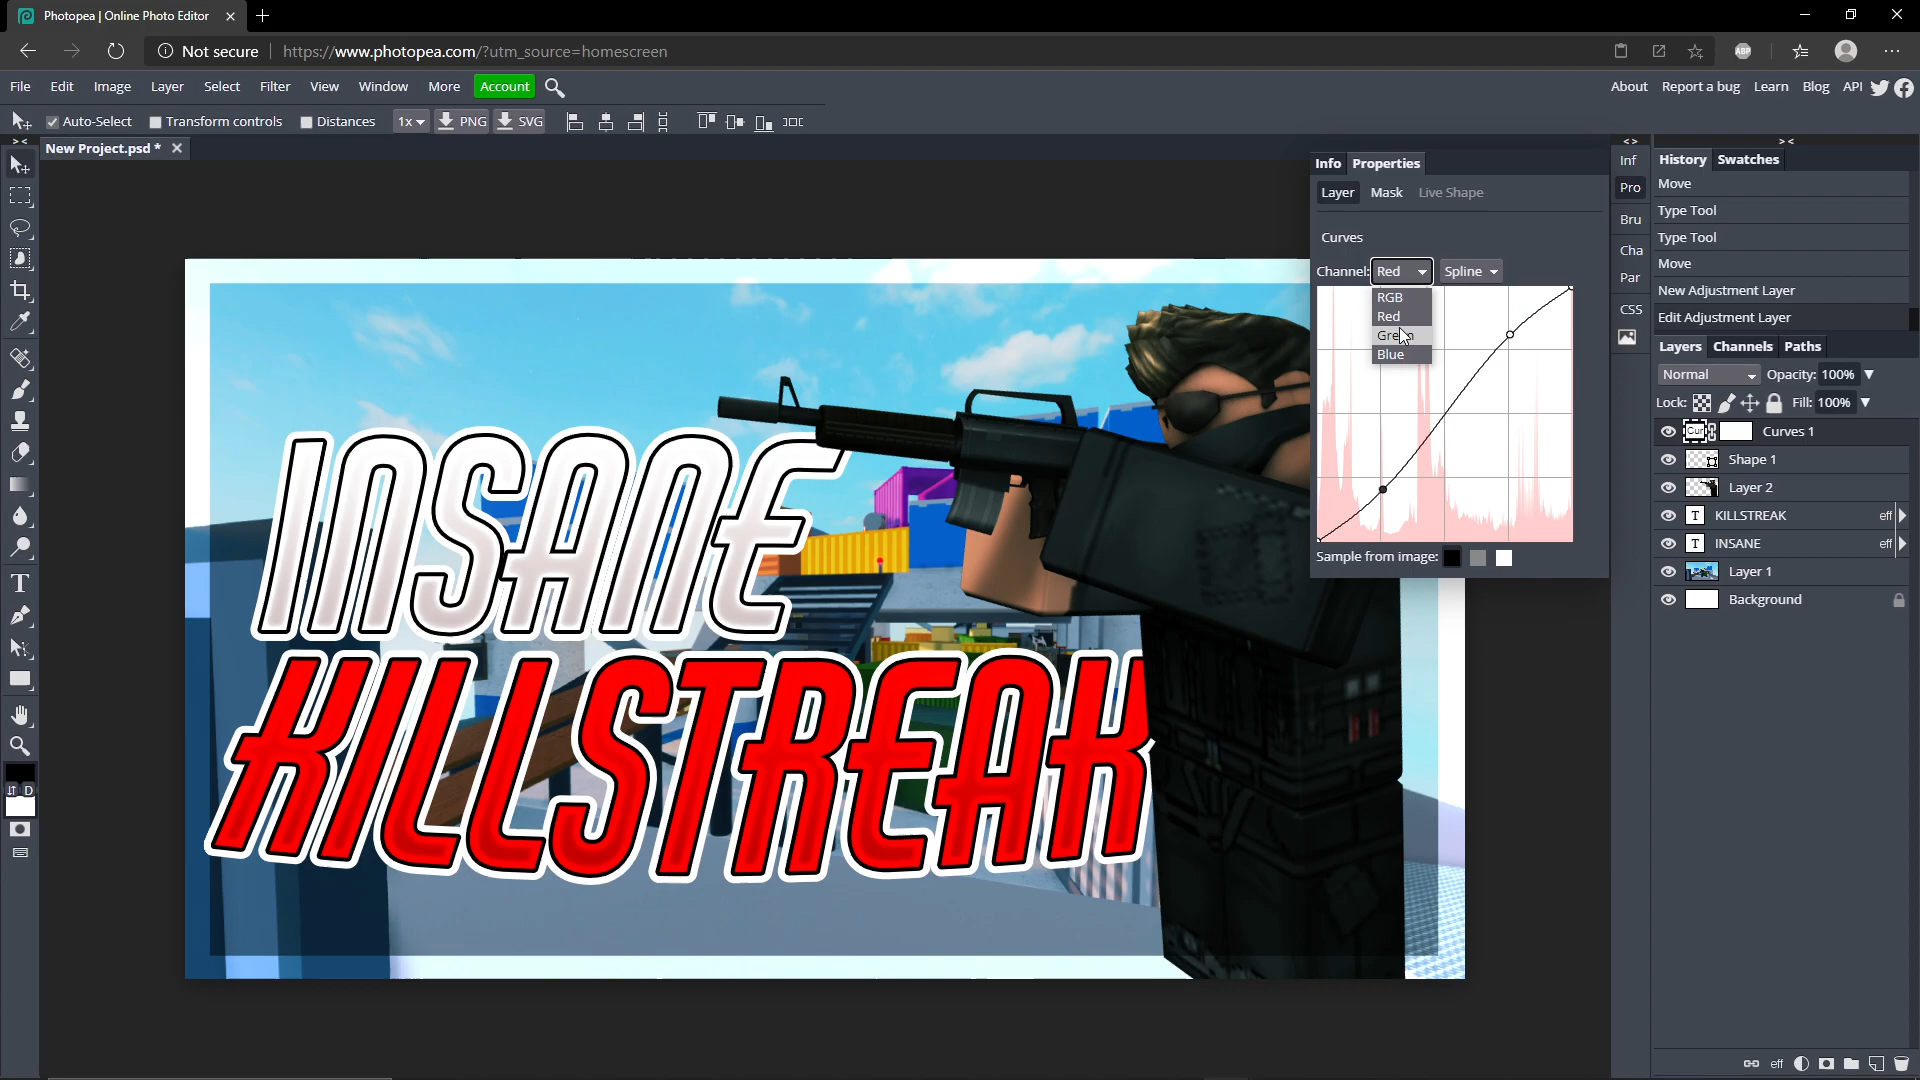 Photopea | Online Photo Editor
Not secure https://www.photopea.com/?utm_source=homescreen
ABP
File Edit Image Layer Select Filter View Window More Account
About Report a bug Learn Blog API
Auto-Select Transform controls Distances 1x PNG SVG
New Project.psd *
Info Properties
Layer Mask Live Shape
Curves
Channel: Red Spline
RGB
Red
Green
Blue
Sample from image:
Inf
Pro
Bru
Cha
Par
CSS
History Swatches
Move
Type Tool
Type Tool
Move
New Adjustment Layer
Edit Adjustment Layer
Layers Channels Paths
Normal Opacity: 100%
Lock: Fill: 100%
Cur Curves 1
Shape 1
Layer 2
T KILLSTREAK eff
T INSANE eff
Layer 1
Background
eff
D
INSANE
KILLSTREAK